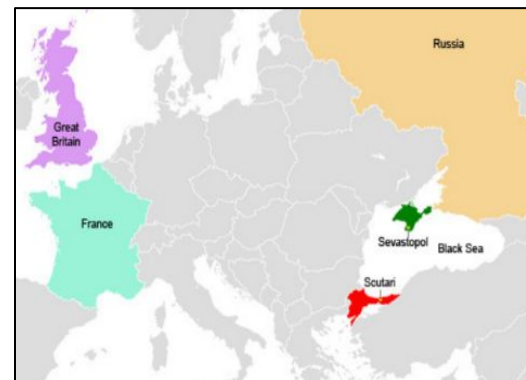 Russia
Great
Britain
France
Sevastopol
Black Sea
Scutari